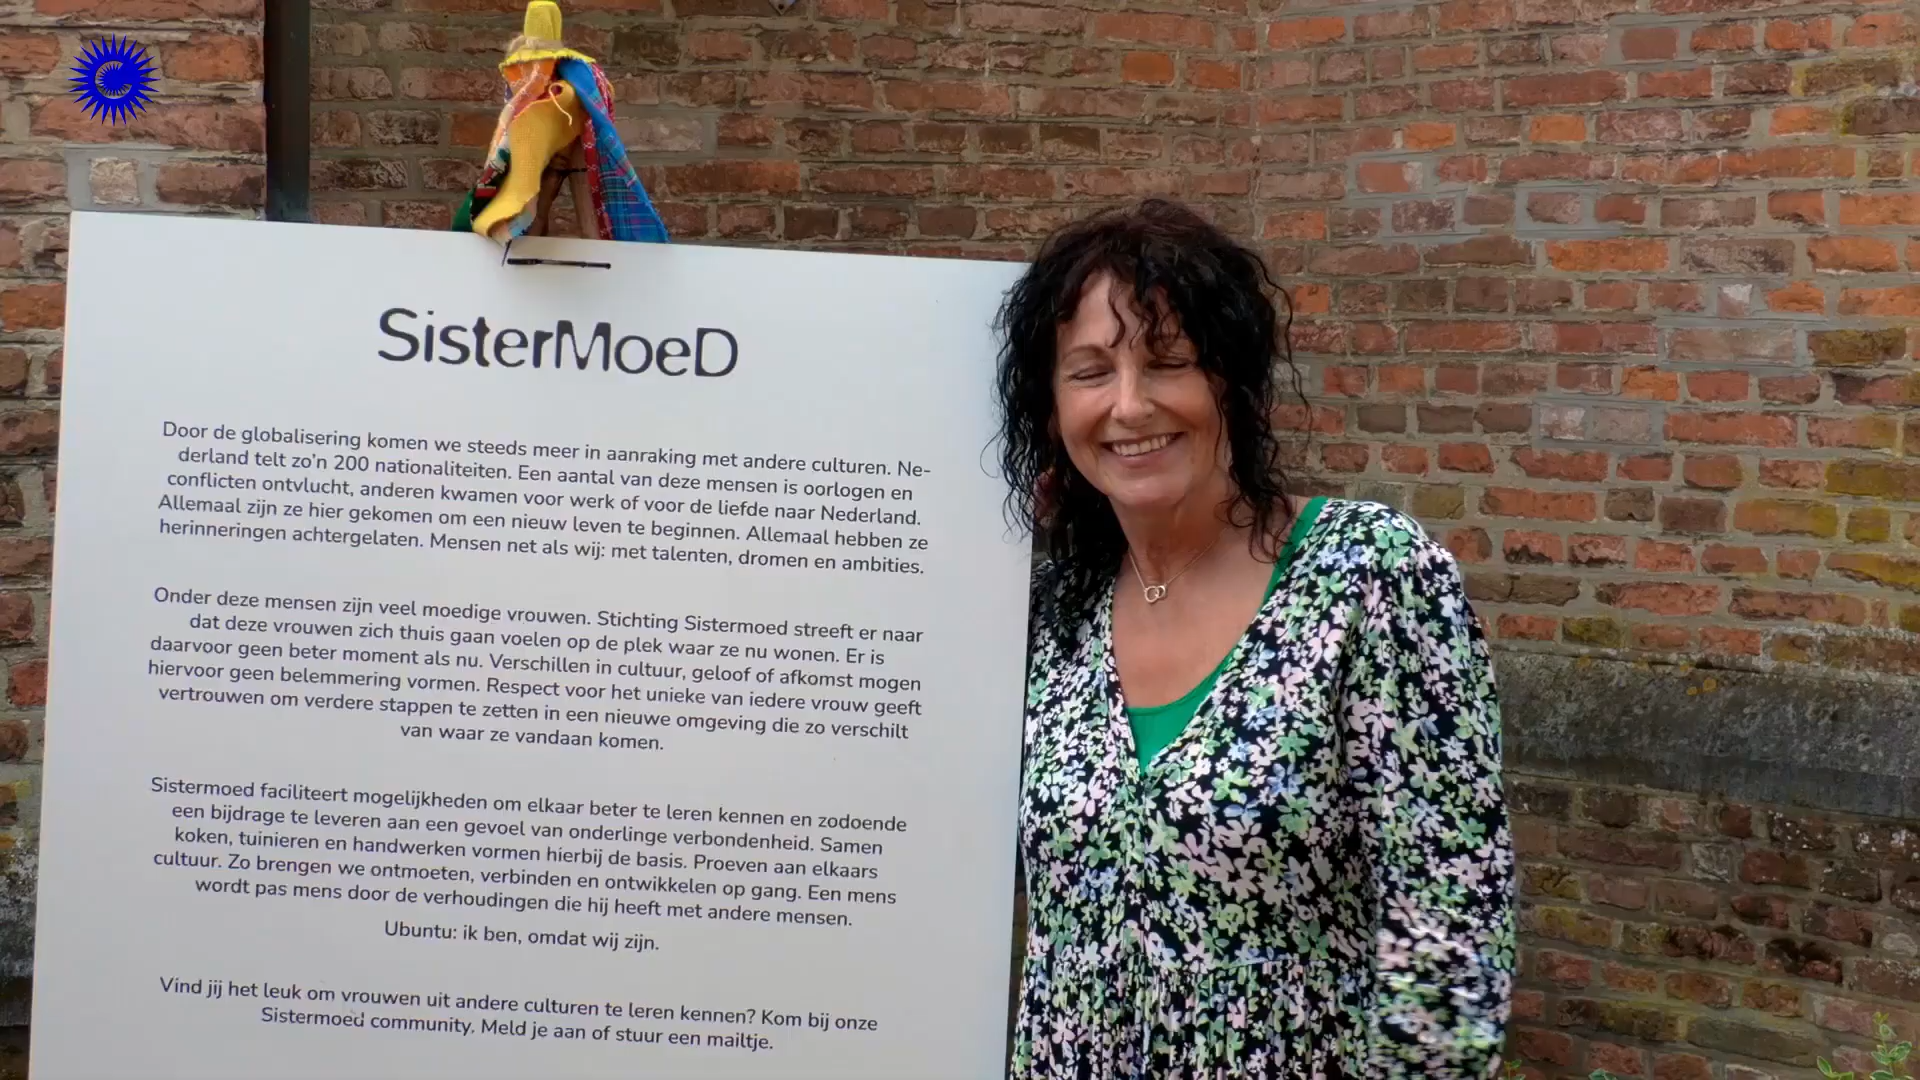 SisterMoeD
Door de globalisering komen we steeds meer in aanraking met andere culturen. Ne-
derland telt zo'n 200 nationaliteiten. Een aantal van deze mensen is oorlogen en
conflicten ontvlucht, anderen kwamen voor werk of voor de liefde naar Nederland.
Allemaal zijn ze hier gekomen om een nieuw leven te beginnen. Allemaal hebben ze
herinneringen achtergelaten. Mensen net als wij: met talenten, dromen en ambities.
Onder deze mensen zijn veel moedige vrouwen. Stichting Sistermoed streeft er naar
dat deze vrouwen zich thuis gaan voelen op de plek waar ze nu wonen. Er is
daarvoor geen beter moment als nu. Verschillen in cultuur, geloof of afkomst mogen
hiervoor geen belemmering vormen. Respect voor het unieke van iedere vrouw geeft
vertrouwen om verdere stappen te zetten in een nieuwe omgeving die zo verschilt
van waar ze vandaan komen.
Sistermoed faciliteert mogelijkheden om elkaar beter te leren kennen en zodoende
een bijdrage te leveren aan een gevoel van onderlinge verbondenheid. Samen
koken, tuinieren en handwerken vormen hierbij de basis. Proeven aan elkaars
cultuur. Zo brengen we ontmoeten, verbinden en ontwikkelen op gang. Een mens
wordt pas mens door de verhoudingen die hij heeft met andere mensen.
Ubuntu: ik ben, omdat wij zijn.
Vind jij het leuk om vrouwen uit andere culturen te leren kennen? Kom bij onze
Sistermoed community. Meld je aan of stuur een mailtje.